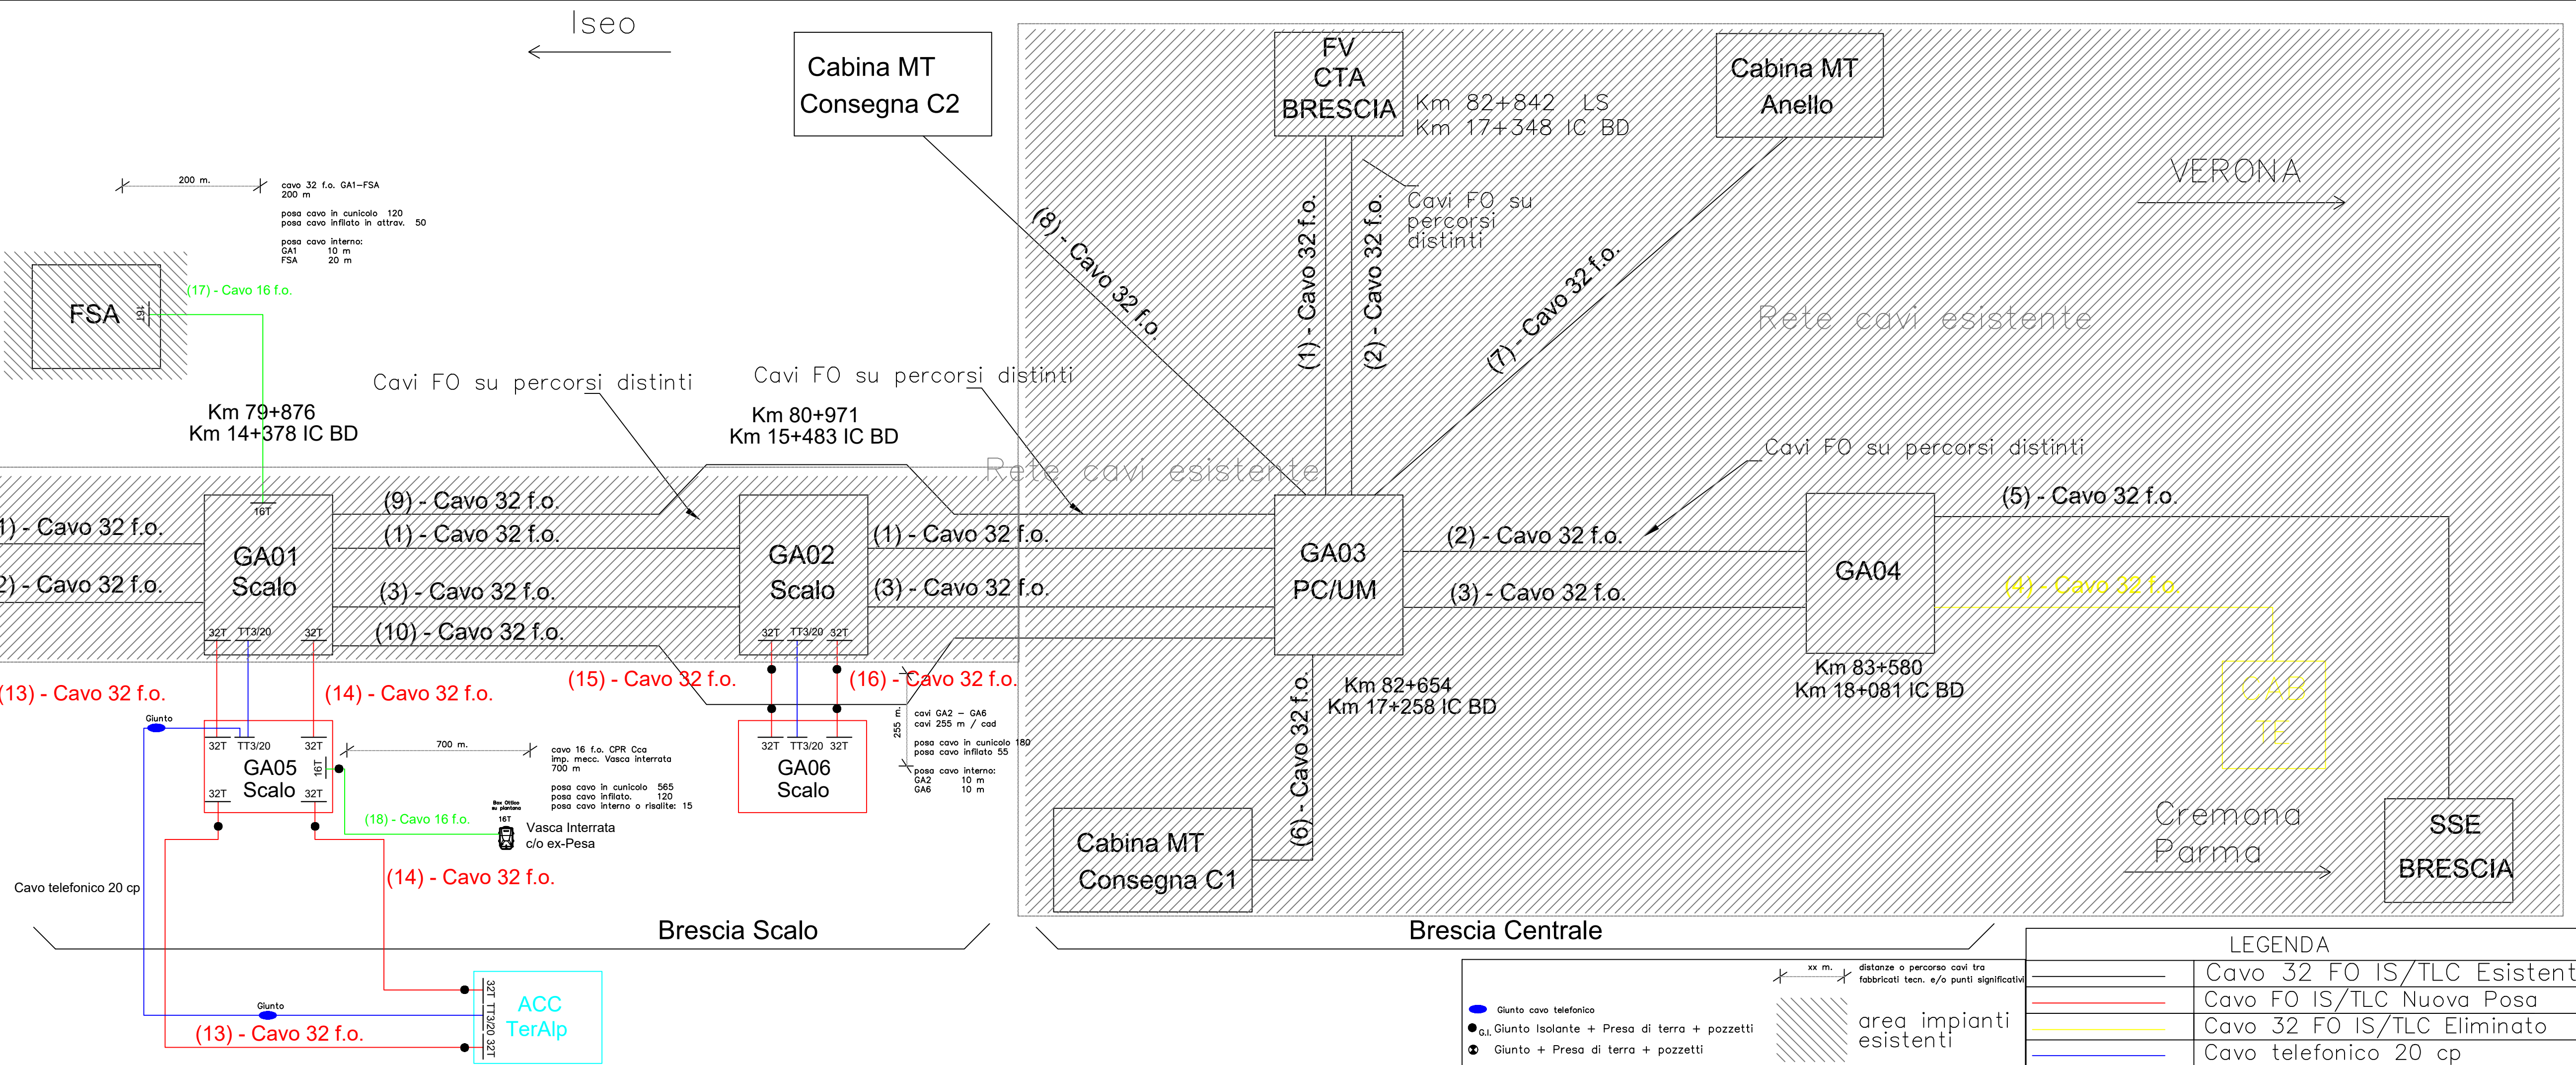 Iseo
Cabina MT
Consegna C2
FV
CTA
BRESCIA
Km 82+842 LS
Km 17+348 IC BD
Cabina MT
Anello
VERONA
200 m.
cavo 32 f.o. GA1-FSA
200 m
posa cavo in cunicolo 120
posa cavo infilato in attrav. 50
posa cavo interno:
GA1 10 m
FSA 20 m
Cavi FO su
percorsi
distinti
(8) - Cavo 32 f.o.
(1) - Cavo 32 f.o.
(2) - Cavo 32 f.o.
(7) - Cavo 32 f.o.
Rete cavi esistente
FSA
16T
(17) - Cavo 16 f.o.
Cavi FO su percorsi distinti
Cavi FO su percorsi distinti
Km 79+876
Km 14+378 IC BD
Km 80+971
Km 15+483 IC BD
Cavi FO su percorsi distinti
Rete cavi esistente
1) - Cavo 32 f.o.
2) - Cavo 32 f.o.
16T
GA01
Scalo
32T TT3/20 32T
(9) - Cavo 32 f.o.
(1) - Cavo 32 f.o.
(3) - Cavo 32 f.o.
(10) - Cavo 32 f.o.
GA02
Scalo
32T TT3/20 32T
(1) - Cavo 32 f.o.
(3) - Cavo 32 f.o.
GA03
PC/UM
(2) - Cavo 32 f.o.
(3) - Cavo 32 f.o.
GA04
(5) - Cavo 32 f.o.
(4) - Cavo 32 f.o.
Km 83+580
Km 18+081 IC BD
CAB
TE
Km 82+654
Km 17+258 IC BD
(6) - Cavo 32 f.o.
(13) - Cavo 32 f.o.
(14) - Cavo 32 f.o.
(15) - Cavo 32 f.o.
(16) - Cavo 32 f.o.
Giunto
32T TT3/20 32T
GA05
Scalo
16T
32T 32T
700 m.
cavo 16 f.o. CPR Cca
imp. mecc. Vasca interrata
700 m
posa cavo in cunicolo 565
posa cavo infilato. 120
posa cavo interno o risalite: 15
32T TT3/20 32T
GA06
Scalo
255 m.
cavi GA2 - GA6
cavi 255 m / cad
posa cavo in cunicolo 180
posa cavo infilato 55
posa cavo interno:
GA2 10 m
GA6 10 m
(18) - Cavo 16 f.o.
Box Ottico
su piantana
16T
Vasca Interrata
c/o ex-Pesa
Cabina MT
Consegna C1
Cremona
Parma
SSE
BRESCIA
Cavo telefonico 20 cp
(14) - Cavo 32 f.o.
Brescia Scalo
Brescia Centrale
Giunto
(13) - Cavo 32 f.o.
32T TT3/20 32T
ACC
TerAlp
xx m.
distanze o percorso cavi tra
fabbricati tecn. e/o punti significativi
Giunto cavo telefonico
G.I. Giunto Isolante + Presa di terra + pozzetti
Giunto + Presa di terra + pozzetti
area impianti
esistenti
LEGENDA
Cavo 32 FO IS/TLC Esistent
Cavo FO IS/TLC Nuova Posa
Cavo 32 FO IS/TLC Eliminato
Cavo telefonico 20 cp